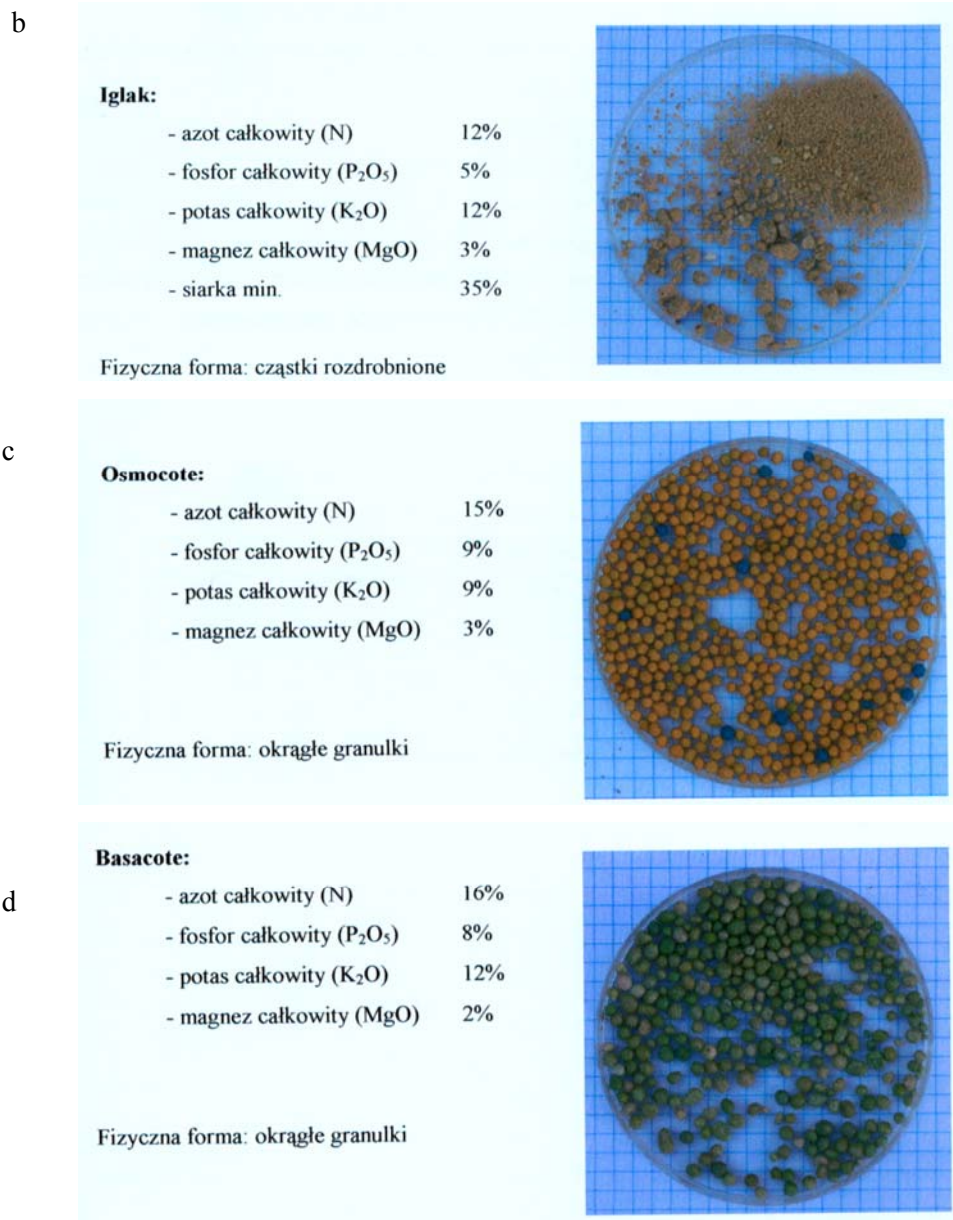 b
Iglak:
- azot całkowity (N) 12%
- fosfor całkowity (P₂O₅) 5%
- potas całkowity (K₂O) 12%
- magnez całkowity (MgO) 3%
- siarka min. 35%
Fizyczna forma: cząstki rozdrobnione
c
Osmocote:
- azot całkowity (N) 15%
- fosfor całkowity (P₂O₅) 9%
- potas całkowity (K₂O) 9%
- magnez całkowity (MgO) 3%
Fizyczna forma: okrągłe granulki
d
Basacote:
- azot całkowity (N) 16%
- fosfor całkowity (P₂O₅) 8%
- potas całkowity (K₂O) 12%
- magnez całkowity (MgO) 2%
Fizyczna forma: okrągłe granulki